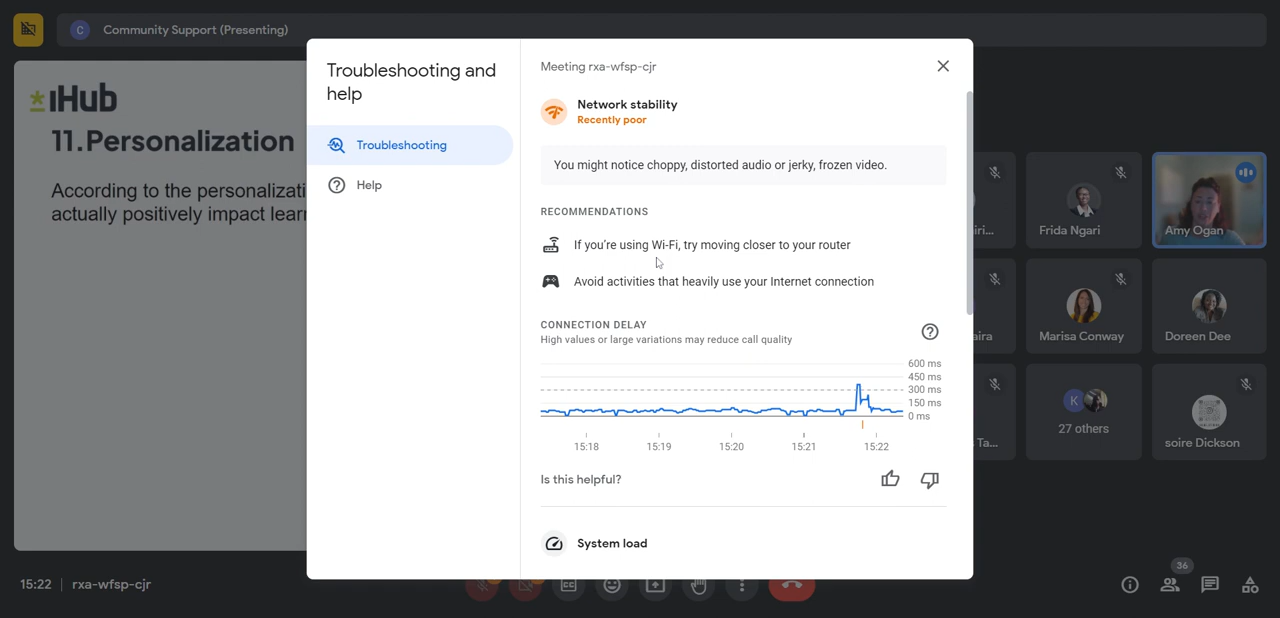 C Community Support (Presenting)
iHub
11.Personalization
According to the personalizati
actually positively impact lear
Troubleshooting and
help
Troubleshooting
Help
Meeting rxa-wfsp-cjr
Network stability
Recently poor
You might notice choppy, distorted audio or jerky, frozen video.
RECOMMENDATIONS
If you're using Wi-Fi, try moving closer to your router
Avoid activities that heavily use your Internet connection
CONNECTION DELAY
High values or large variations may reduce call quality
600 ms
450 ms
300 ms
150 ms
0 ms
15:18 15:19 15:20 15:21 15:22
Is this helpful?
System load
iri...
Frida Ngari
Amy Ogan
aira
Marisa Conway
Doreen Dee
Ta...
K
27 others
soire Dickson
15:22 | rxa-wfsp-cjr
CC
36